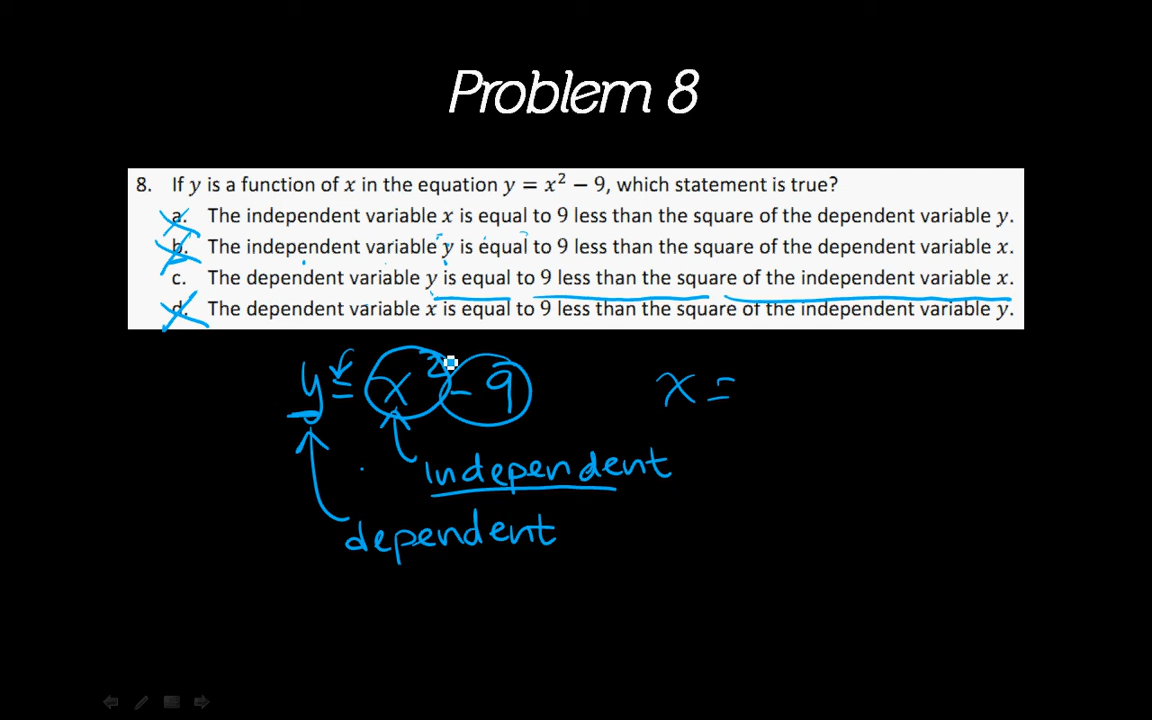 Problem 8
8. If y is a function of x in the equation y = x² − 9, which statement is true?
a. The independent variable x is equal to 9 less than the square of the dependent variable y.
b. The independent variable y is equal to 9 less than the square of the dependent variable x.
c. The dependent variable y is equal to 9 less than the square of the independent variable x.
d. The dependent variable x is equal to 9 less than the square of the independent variable y.
y = x² - 9 x =
independent
dependent